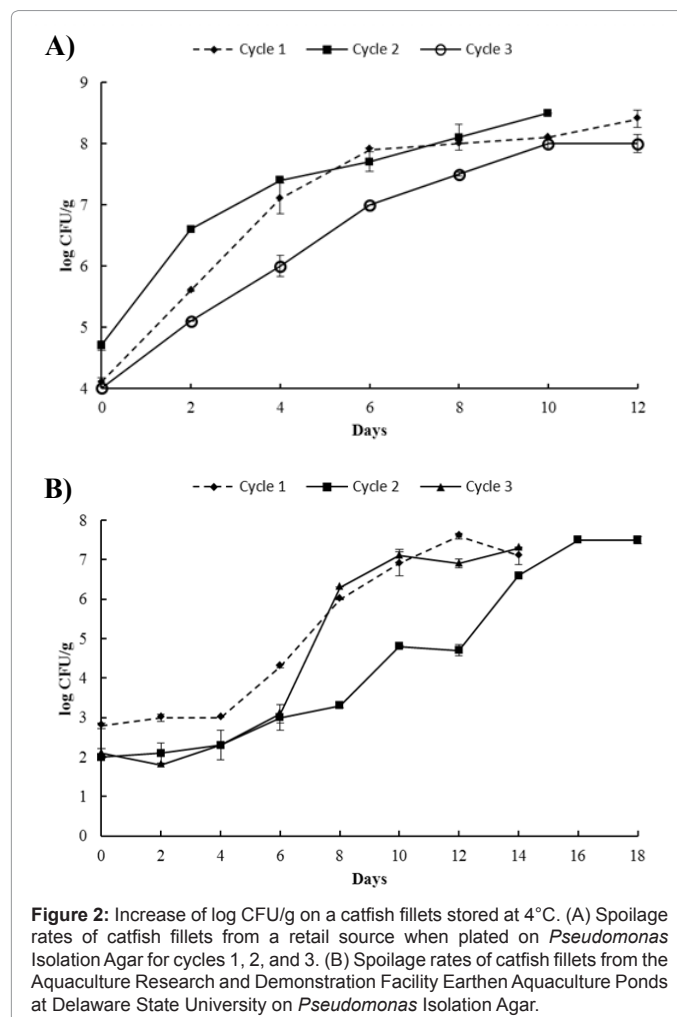 A)
Cycle 1 Cycle 2 Cycle 3
9
8
7
6
5
4
log CFU/g
0 2 4 6 8 10 12
Days
B)
Cycle 1 Cycle 2 Cycle 3
8
7
6
5
4
3
2
1
0
log CFU/g
0 2 4 6 8 10 12 14 16 18
Days
Figure 2: Increase of log CFU/g on a catfish fillets stored at 4°C. (A) Spoilage
rates of catfish fillets from a retail source when plated on Pseudomonas
Isolation Agar for cycles 1, 2, and 3. (B) Spoilage rates of catfish fillets from the
Aquaculture Research and Demonstration Facility Earthen Aquaculture Ponds
at Delaware State University on Pseudomonas Isolation Agar.